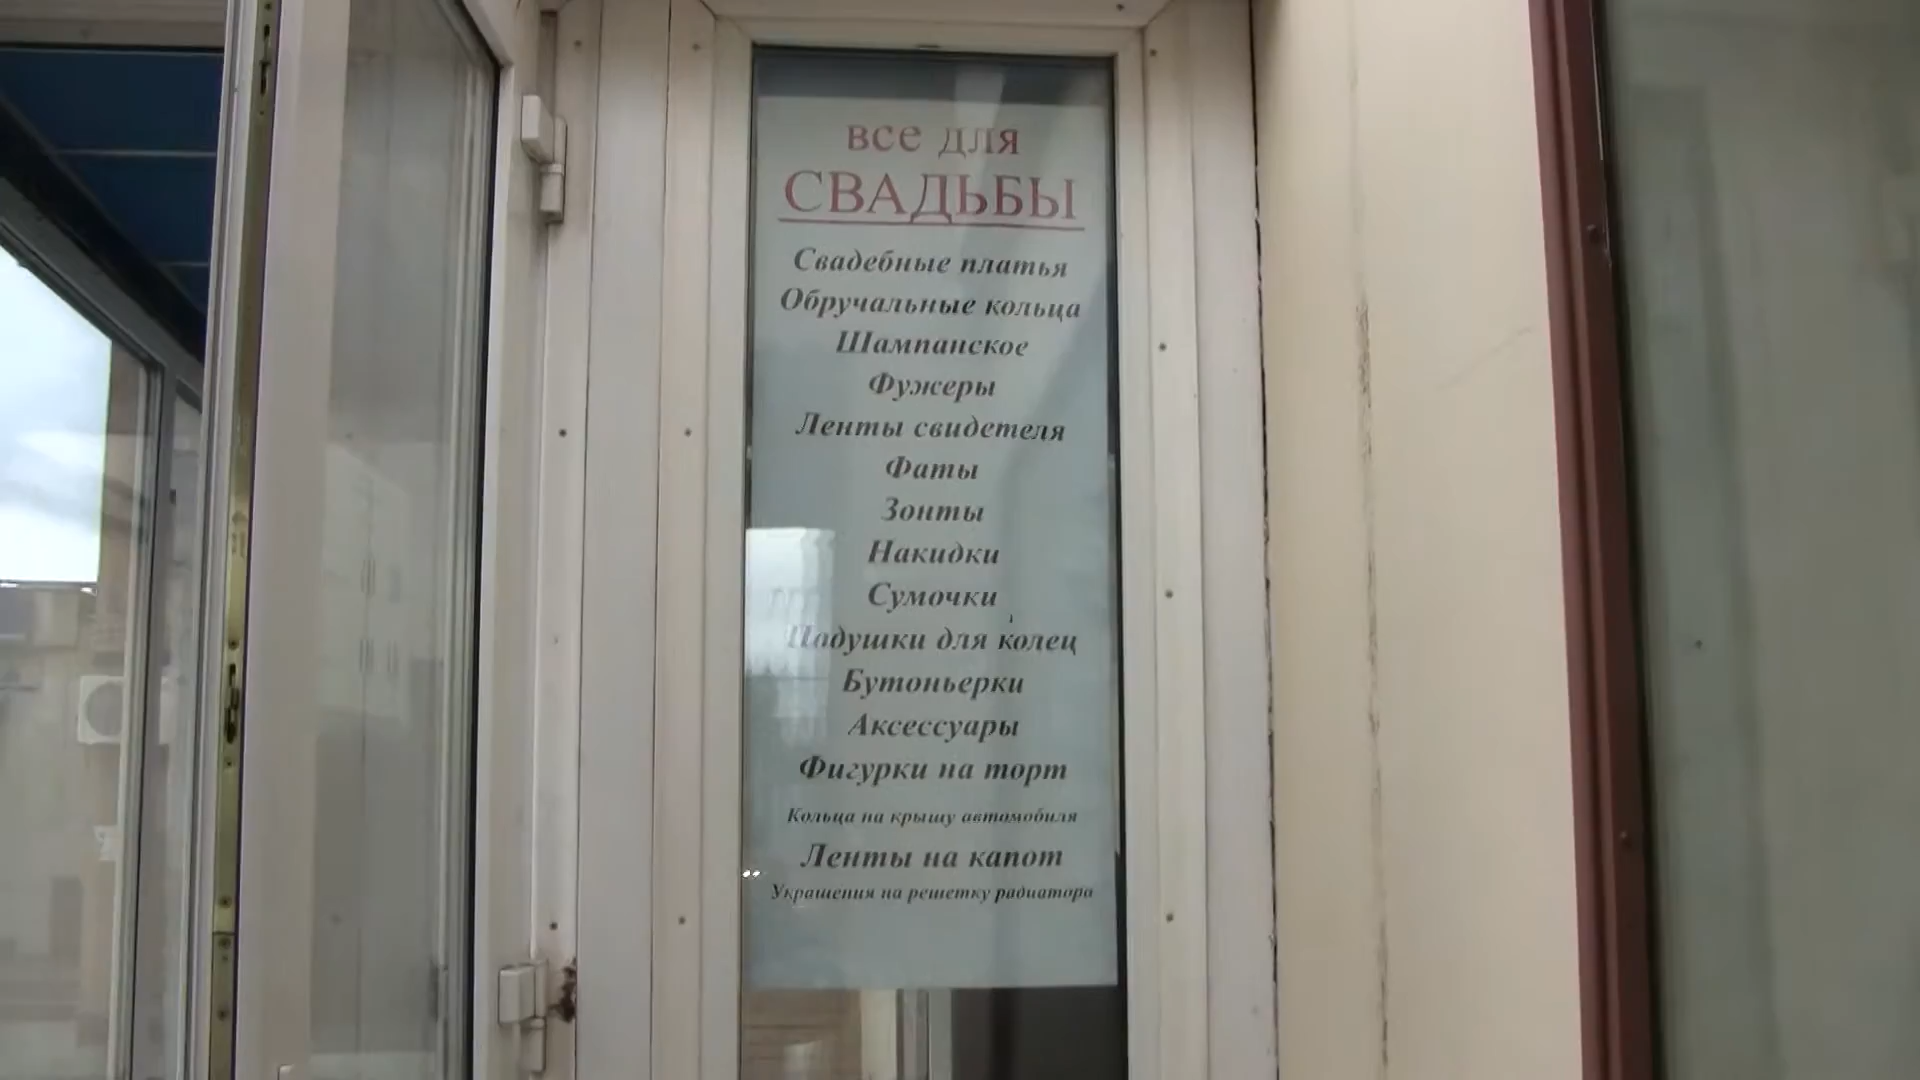 все для
СВАДЬБЫ
Свадебные платья
Обручальные кольца
Шампанское
Фужеры
Ленты свидетеля
Фаты
Зонты
Накидки
Сумочки
Подушки для колец
Бутоньерки
Аксессуары
Фигурки на торт
Кольца на крышу автомобиля
Ленты на капот
Украшения на решетку радиатора